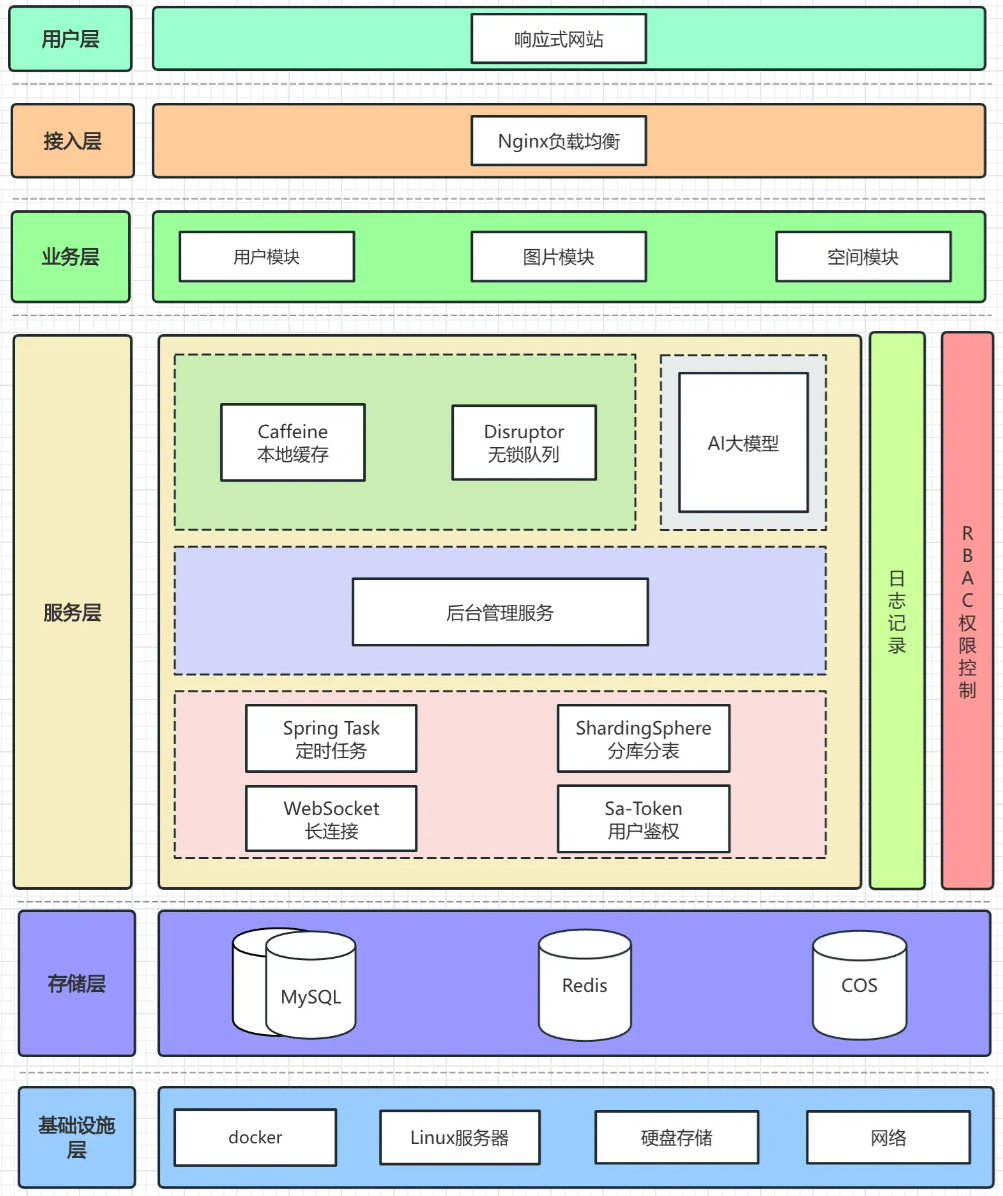 用户层
响应式网站
接入层
Nginx负载均衡
业务层
用户模块
图片模块
空间模块
服务层
Caffeine
本地缓存
Disruptor
无锁队列
AI大模型
后台管理服务
Spring Task
定时任务
ShardingSphere
分库分表
WebSocket
长连接
Sa-Token
用户鉴权
日志记录
RBAC权限控制
存储层
MySQL
Redis
COS
基础设施
层
docker
Linux服务器
硬盘存储
网络